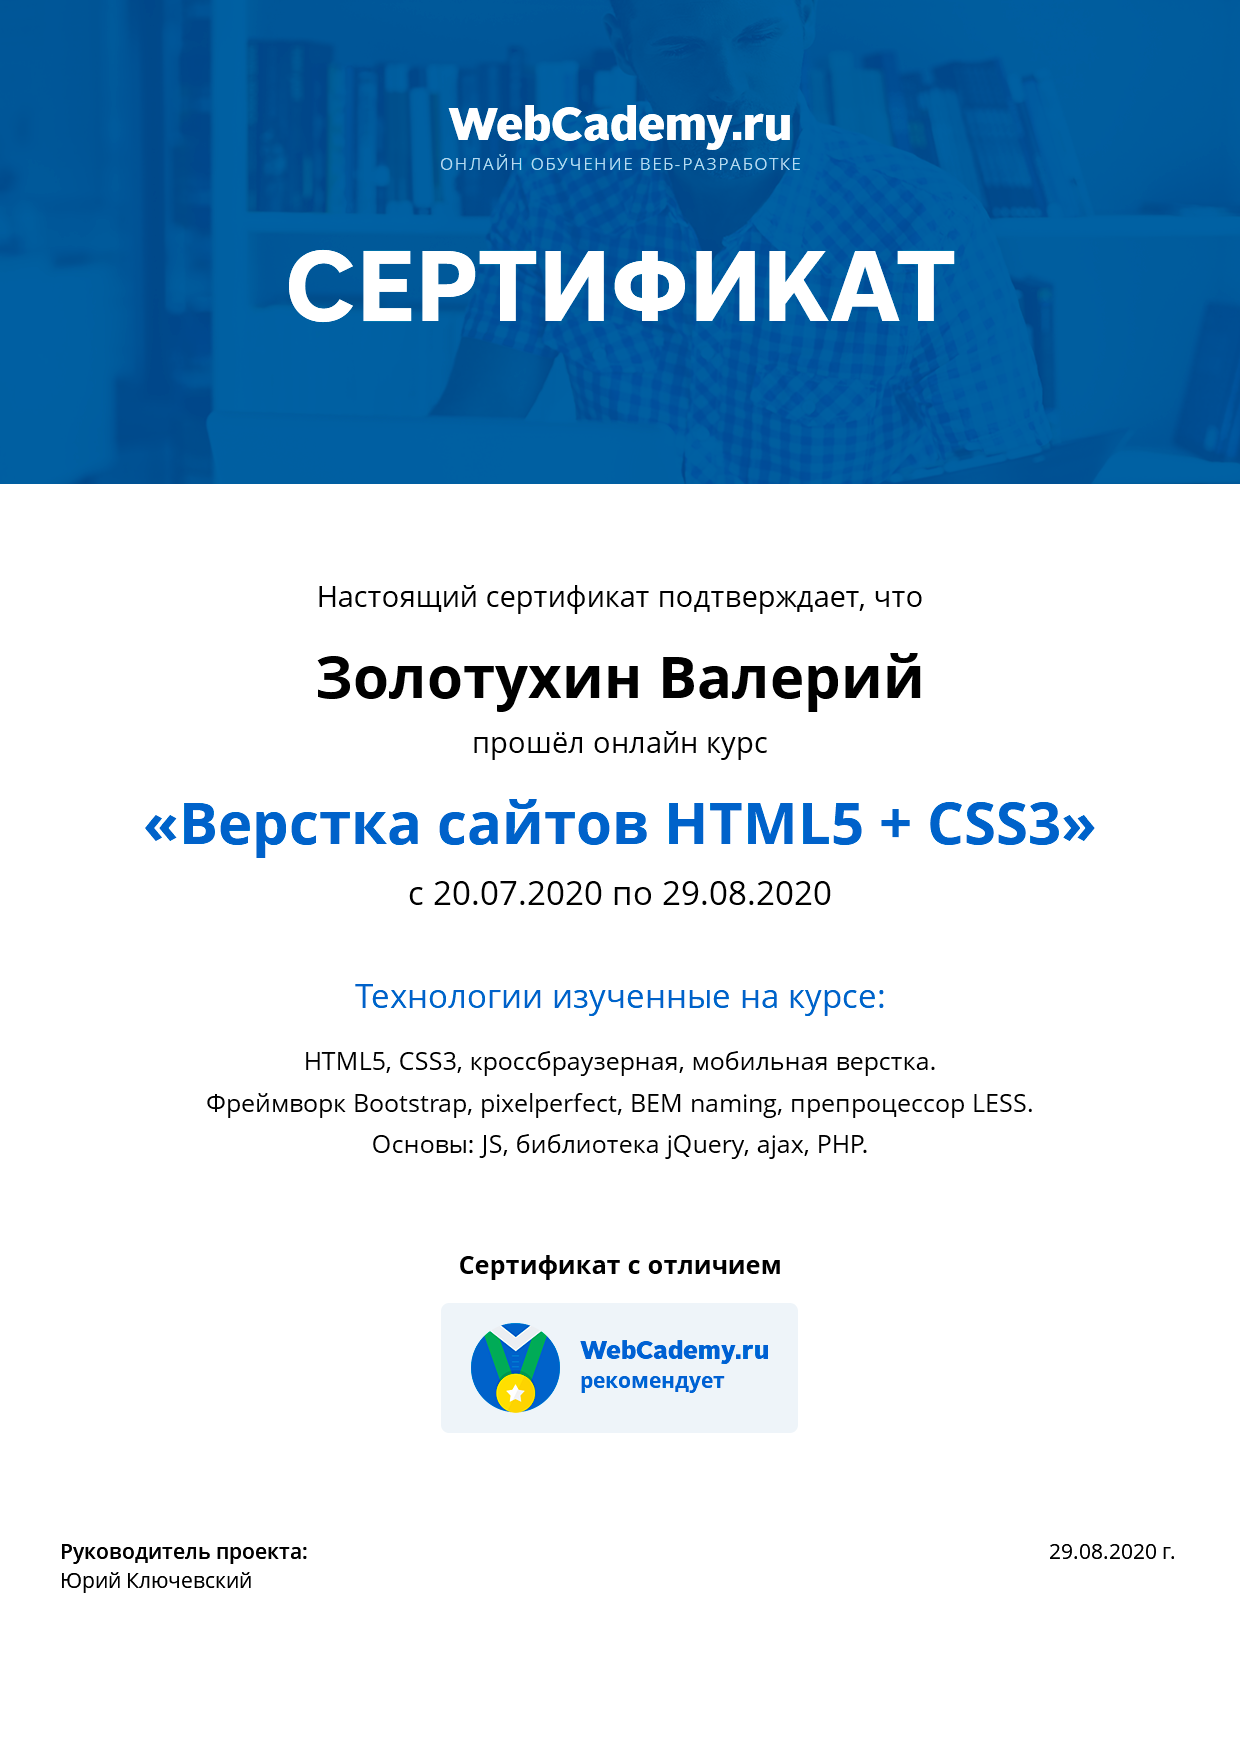 WebCademy.ru
ОНЛАЙН ОБУЧЕНИЕ ВЕБ-РАЗРАБОТКЕ
СЕРТИФИКАТ
Настоящий сертификат подтверждает, что
Золотухин Валерий
прошёл онлайн курс
«Верстка сайтов HTML5 + CSS3»
с 20.07.2020 по 29.08.2020
Технологии изученные на курсе:
HTML5, CSS3, кроссбраузерная, мобильная верстка.
Фреймворк Bootstrap, pixelperfect, BEM naming, препроцессор LESS.
Основы: JS, библиотека jQuery, ajax, PHP.
Сертификат с отличием
WebCademy.ru
рекомендует
Руководитель проекта:
Юрий Ключевский
29.08.2020 г.